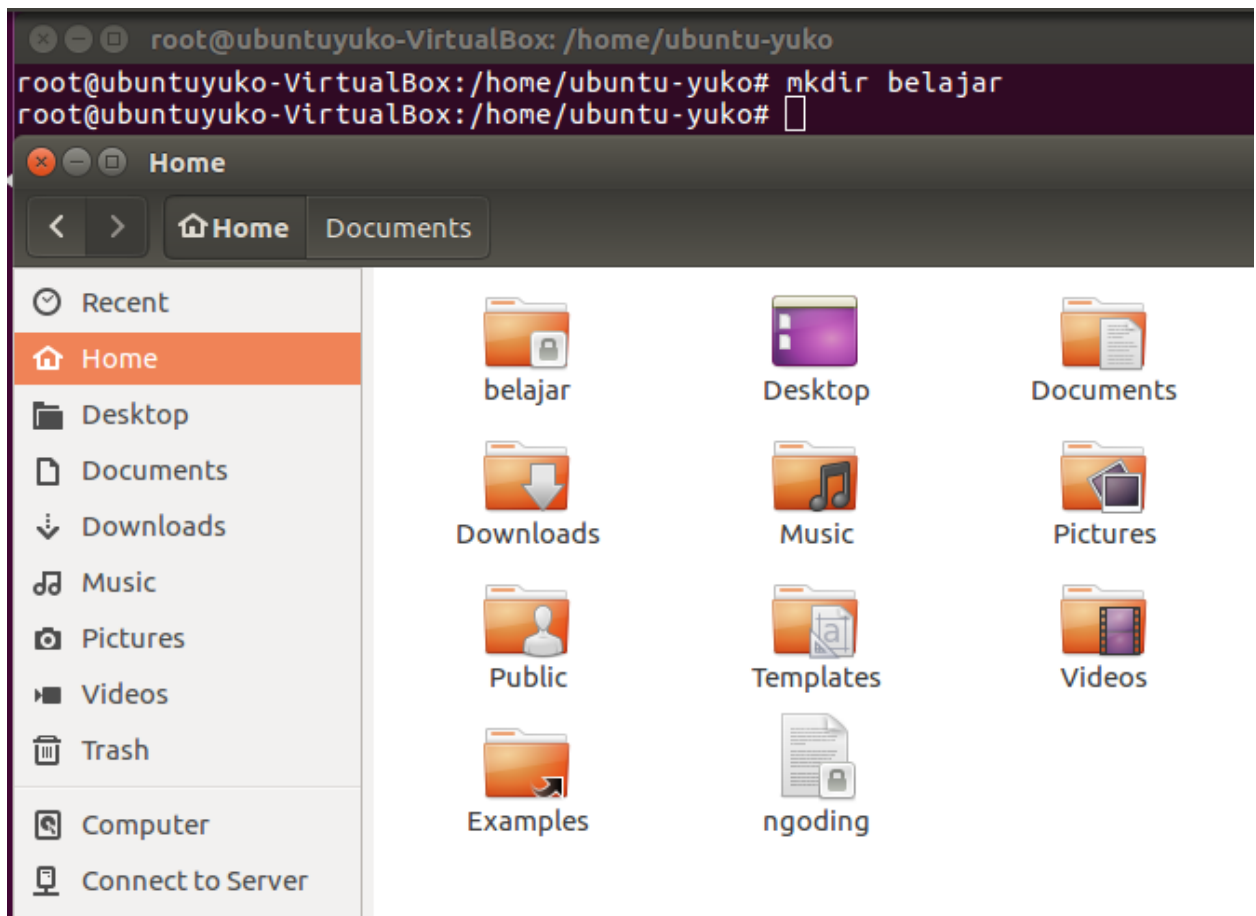 root@ubuntuyuko-VirtualBox: /home/ubuntu-yuko
root@ubuntuyuko-VirtualBox:/home/ubuntu-yuko# mkdir belajar
root@ubuntuyuko-VirtualBox:/home/ubuntu-yuko#
Home
Home Documents
Recent
Home
Desktop
Documents
Downloads
Music
Pictures
Videos
Trash
Computer
Connect to Server
belajar Desktop Documents
Downloads Music Pictures
Public Templates Videos
Examples ngoding